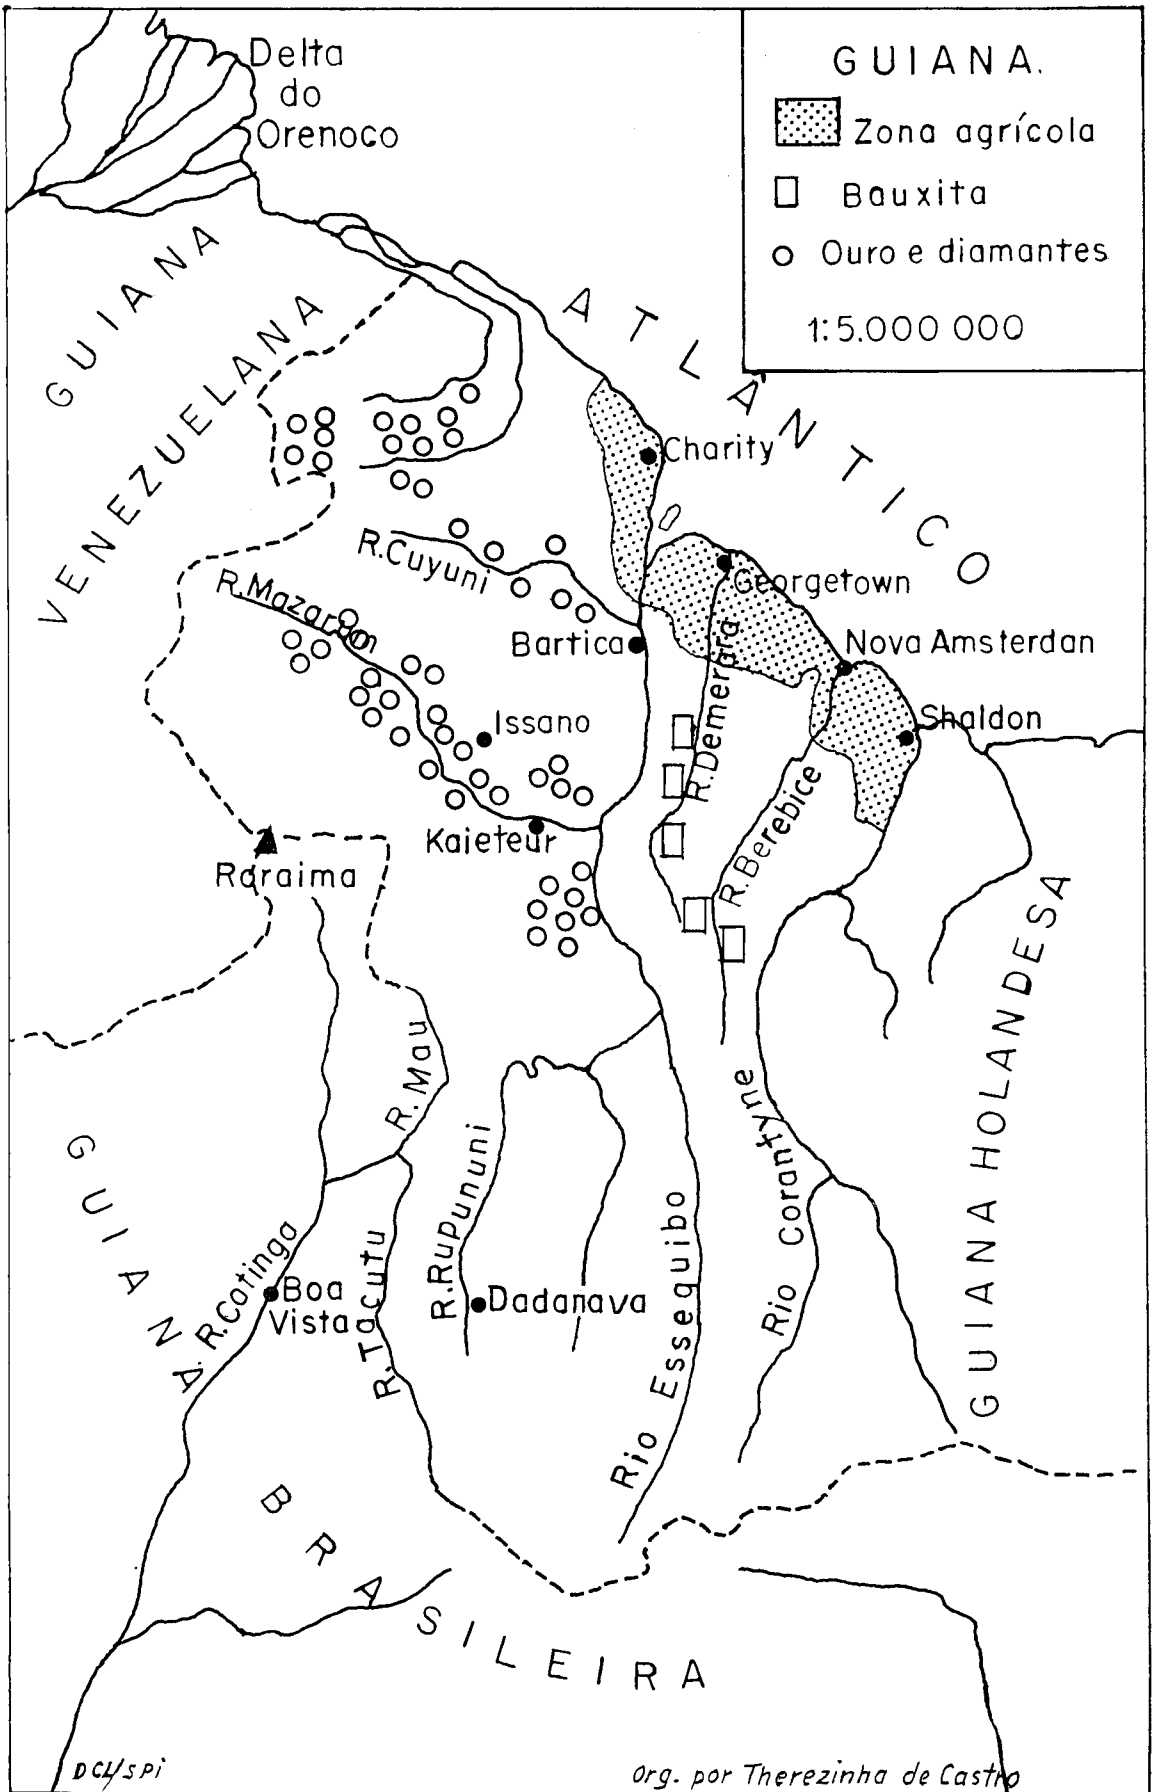 Delta
do
Orenoco
GUIANA.
Zona agrícola
Bauxita
Ouro e diamantes
1:5.000 000
GUIANA
VENEZUELANA
ATLÂNTICO
Charity
R.Cuyuni
Georgetown
R.Mazaruni
Bartica
R.Demerara
Nova Amsterdan
Issano
Shaldon
R.Berebice
Kaieteur
Roraima
R.Mau
R.Rupununi
Rio Corantyne
GUIANA HOLANDESA
Rio Essequibo
R.Catinga
Boa
Vista
R.Tacutu
Dadanava
GUIANA
BRASILEIRA
DCL/SPi
Org. por Therezinha de Castro